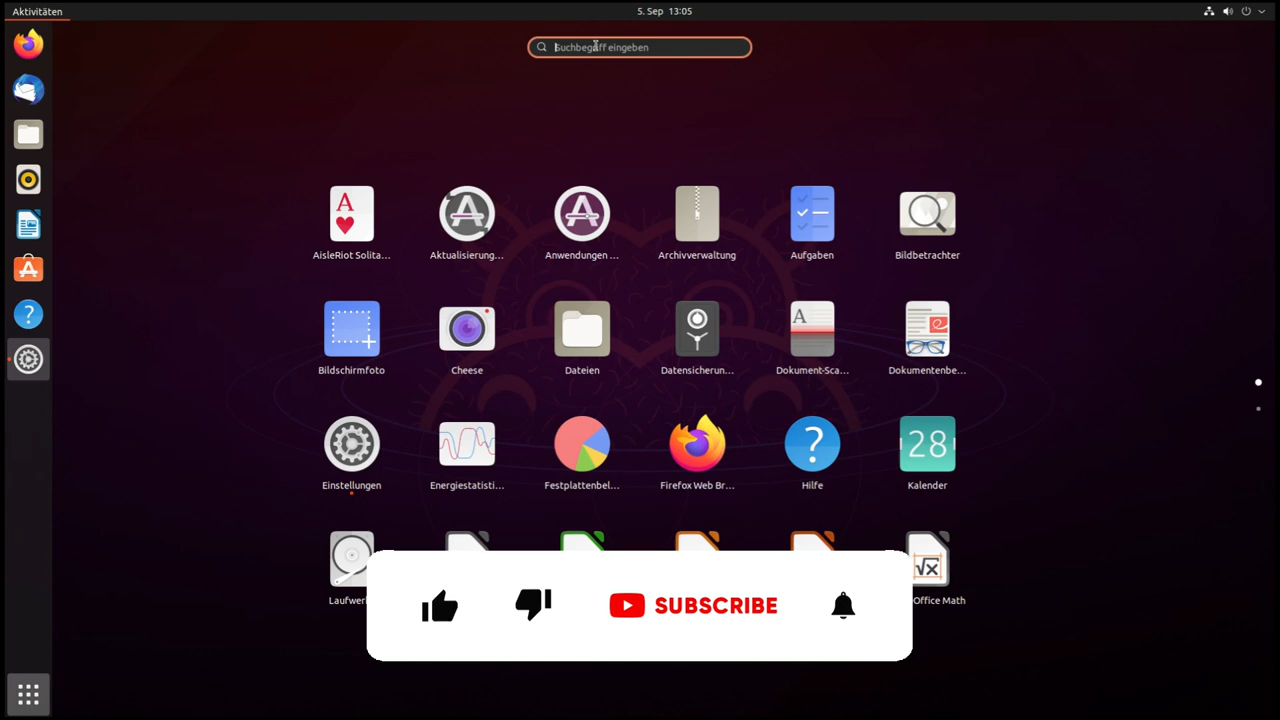 Aktivitäten
5. Sep 13:05
Suchbegriff eingeben
A
AisleRiot Solita...
Aktualisierung...
Anwendungen ...
Archivverwaltung
Aufgaben
Bildbetrachter
A
Bildschirmfoto
Cheese
Dateien
Datensicherun...
Dokument-Sca...
Dokumentenbe...
28
Einstellungen
Energiestatisti...
Festplattenbel...
Firefox Web Br...
Hilfe
Kalender
√x
Laufwer
Office Math
SUBSCRIBE